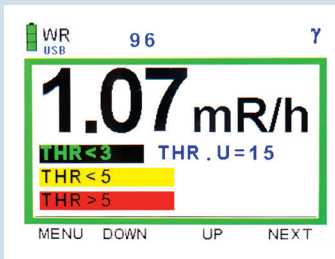 WR 96 γ
USB
1.07 mR/h
THR<3 THR.U=15
THR<5
THR>5
MENU DOWN UP NEXT